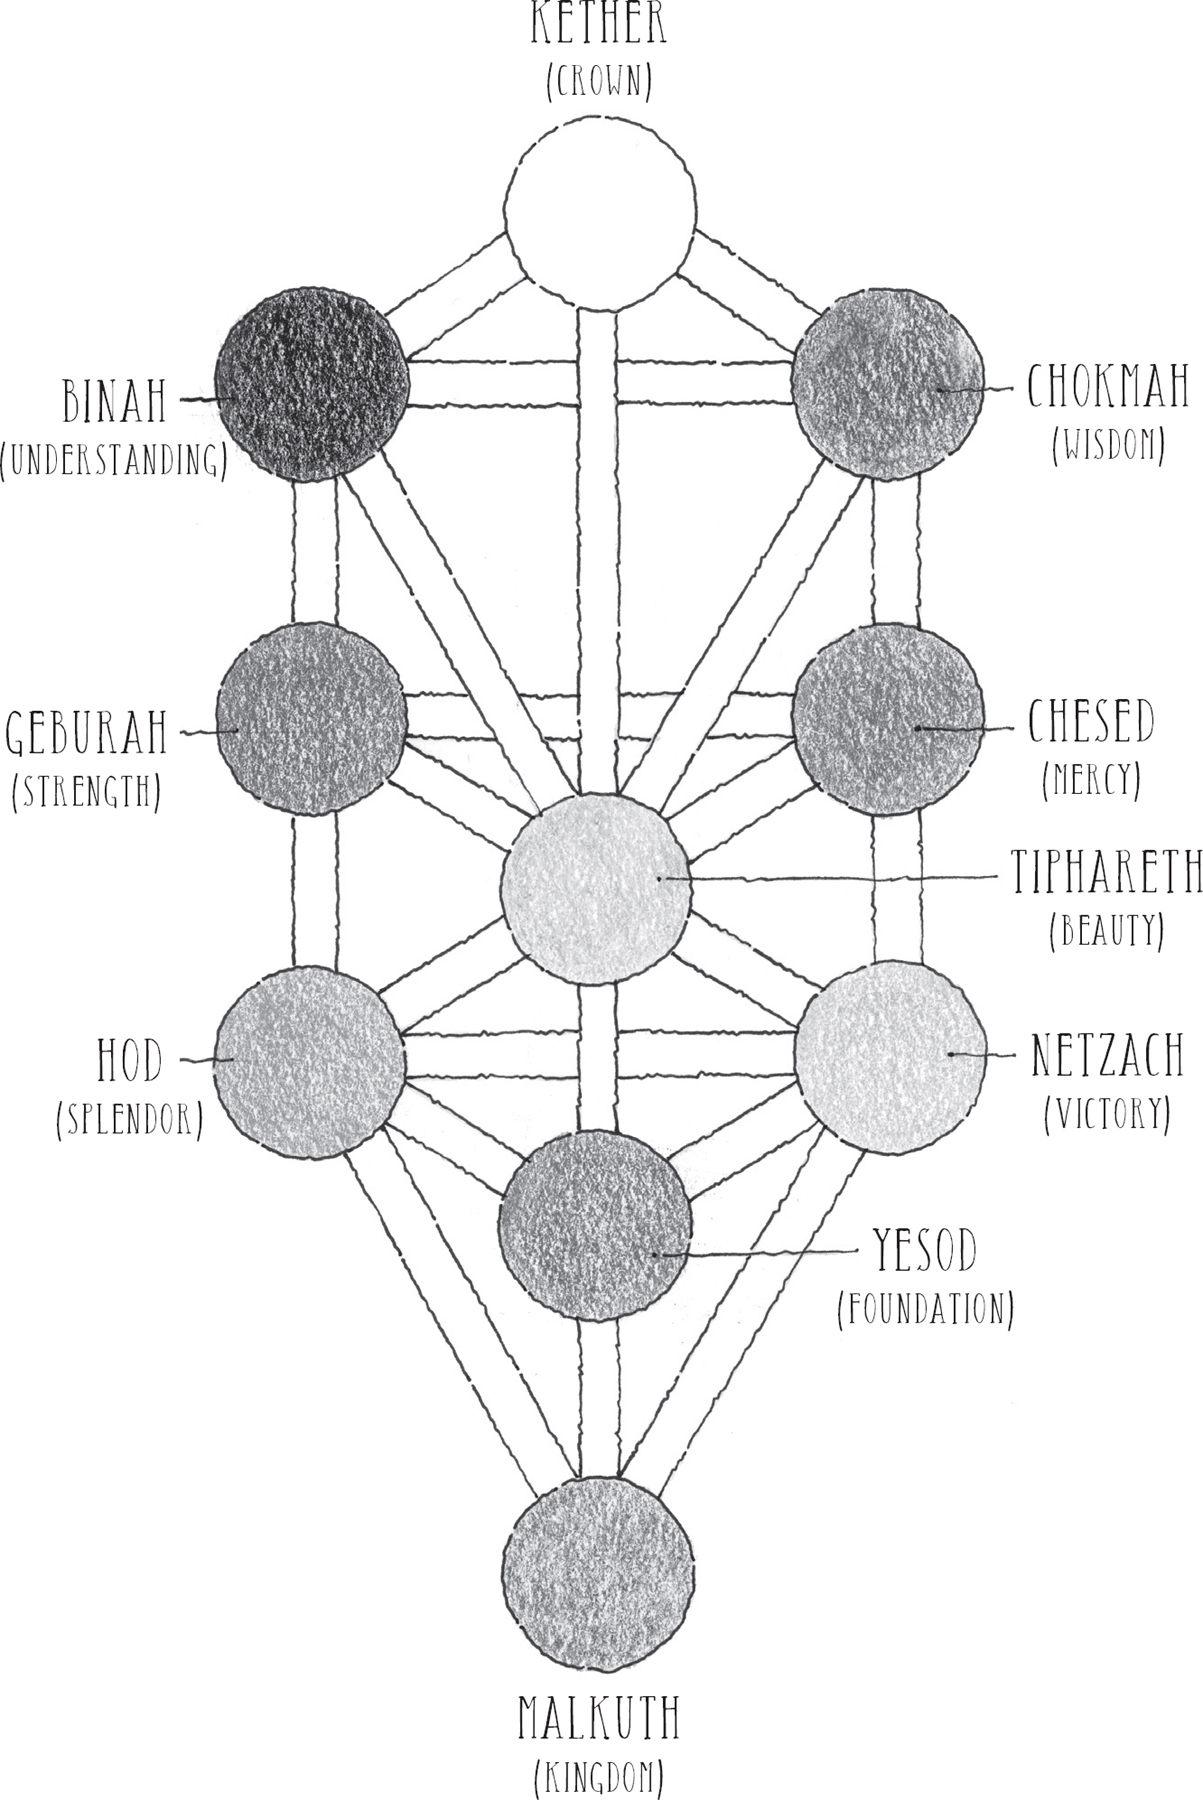 KETHER
(CROWN)
BINAH
(UNDERSTANDING)
CHOKMAH
(WISDOM)
GEBURAH
(STRENGTH)
CHESED
(MERCY)
TIPHARETH
(BEAUTY)
HOD
(SPLENDOR)
NETZACH
(VICTORY)
YESOD
(FOUNDATION)
MALKUTH
(KINGDOM)